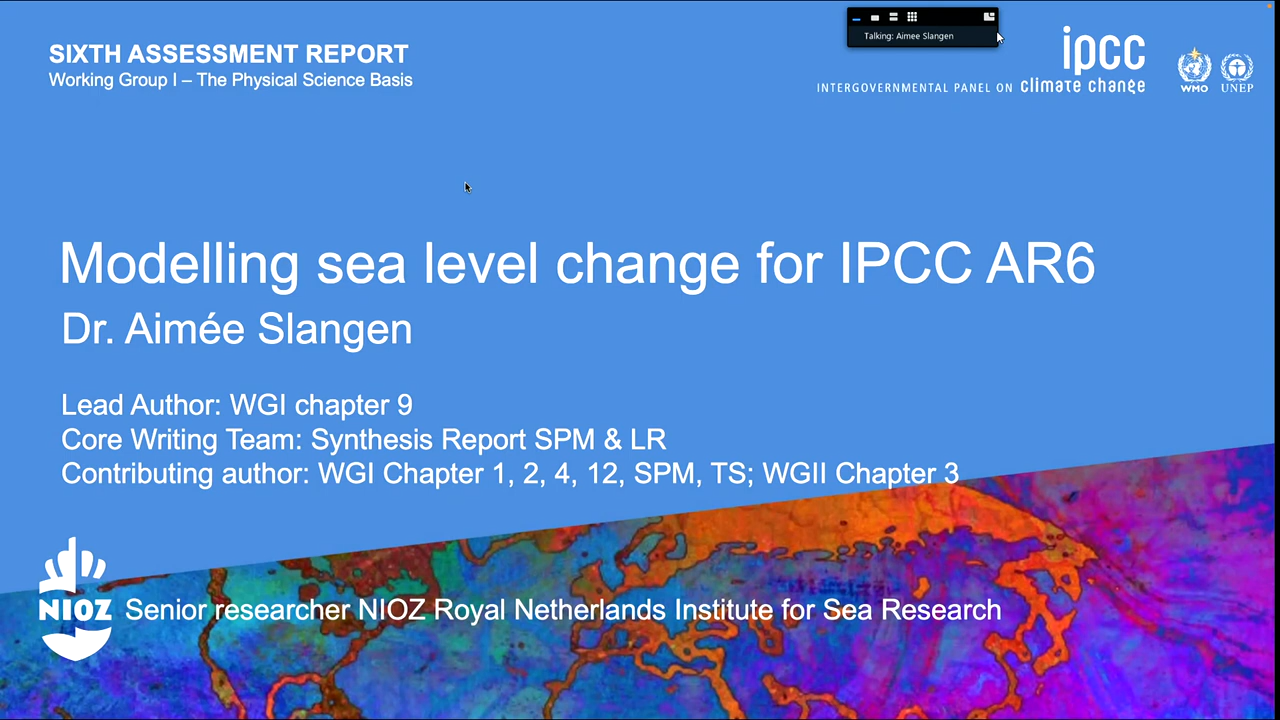 SIXTH ASSESSMENT REPORT
Working Group I – The Physical Science Basis
Talking: Aimee Slangen
ipcc
INTERGOVERNMENTAL PANEL ON climate change
WMO
UNEP
Modelling sea level change for IPCC AR6
Dr. Aimée Slangen
Lead Author: WGI chapter 9
Core Writing Team: Synthesis Report SPM & LR
Contributing author: WGI Chapter 1, 2, 4, 12, SPM, TS; WGII Chapter 3
NIOZ
Senior researcher NIOZ Royal Netherlands Institute for Sea Research